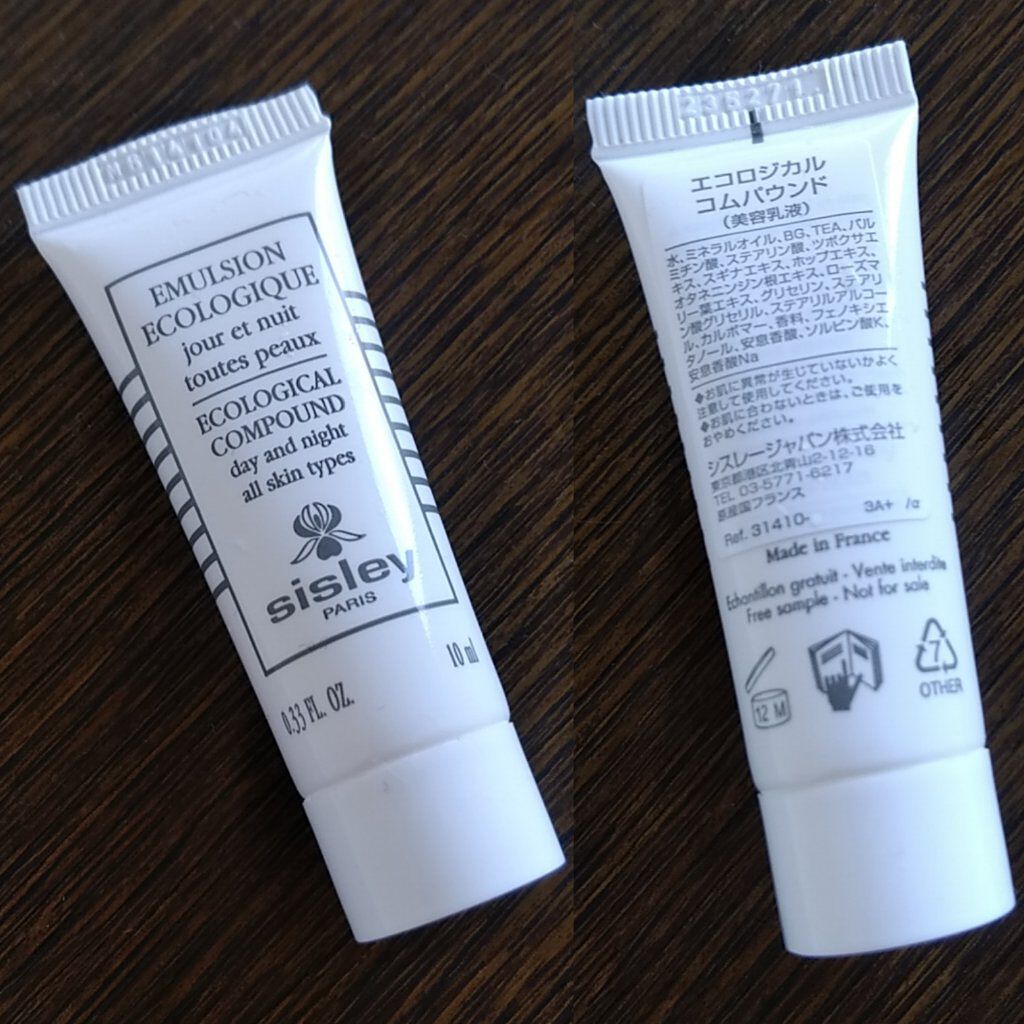 EMULSION
ECOLOGIQUE
jour et nuit
toutes peaux
ECOLOGICAL
COMPOUND
day and night
all skin types
sisley
PARIS
10 ml
0.33 FL. OZ.
エコロジカル
コムパウンド
(美容乳液)
水、ミネラルオイル、BG、TEA、パル
ミチン酸、ステアリン酸、ツボクサエ
キス、スギナエキス、ホップエキス、
オタネニンジン根エキス、ローズマ
リー葉エキス、グリセリン、ステアリ
ン酸グリセリル、ステアリルアルコー
ル、カルボマー、香料、フェノキシエ
タノール、安息香酸、ソルビン酸K、
安息香酸Na
◆お肌に異常が生じていないかよく
注意して使用してください。
◆お肌に合わないときは、ご使用を
おやめください。
シスレージャパン株式会社
東京都港区北青山2-12-16
TEL 03-5771-6217
原産国フランス
Ref. 31410- 3A+ /α
Made in France
Echantillon gratuit - Vente interdite
Free sample - Not for sale
12 M
7
OTHER